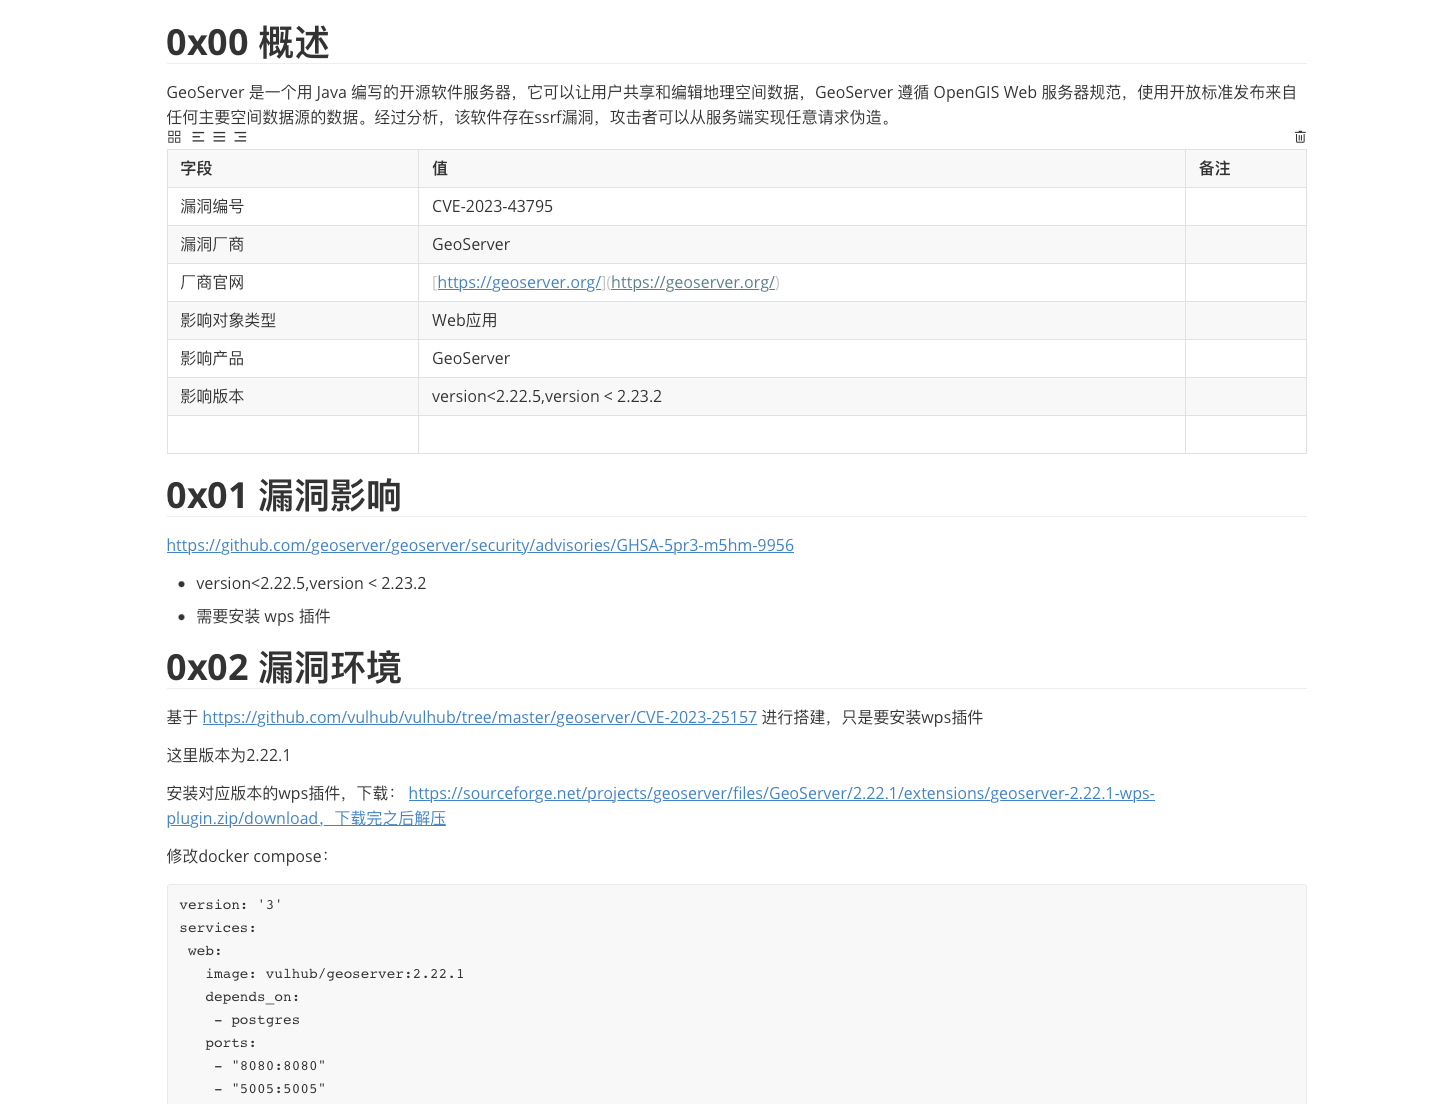 0x00 概述
GeoServer 是一个用 Java 编写的开源软件服务器，它可以让用户共享和编辑地理空间数据，GeoServer 遵循 OpenGIS Web 服务器规范，使用开放标准发布来自
任何主要空间数据源的数据。经过分析，该软件存在ssrf漏洞，攻击者可以从服务端实现任意请求伪造。
字段 值 备注
漏洞编号 CVE-2023-43795
漏洞厂商 GeoServer
厂商官网 [https://geoserver.org/](https://geoserver.org/)
影响对象类型 Web应用
影响产品 GeoServer
影响版本 version<2.22.5,version < 2.23.2
0x01 漏洞影响
https://github.com/geoserver/geoserver/security/advisories/GHSA-5pr3-m5hm-9956
• version<2.22.5,version < 2.23.2
• 需要安装 wps 插件
0x02 漏洞环境
基于 https://github.com/vulhub/vulhub/tree/master/geoserver/CVE-2023-25157 进行搭建，只是要安装wps插件
这里版本为2.22.1
安装对应版本的wps插件，下载： https://sourceforge.net/projects/geoserver/files/GeoServer/2.22.1/extensions/geoserver-2.22.1-wps-
plugin.zip/download，下载完之后解压
修改docker compose：
version: '3'
services:
 web:
   image: vulhub/geoserver:2.22.1
   depends_on:
    - postgres
   ports:
    - "8080:8080"
    - "5005:5005"